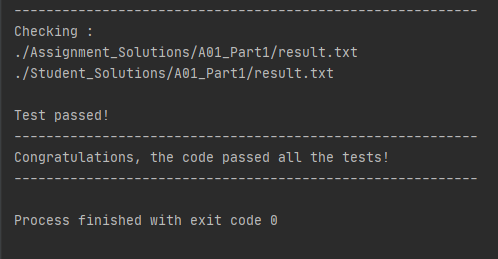 ----------------------------------------------------------
Checking :
./Assignment_Solutions/A01_Part1/result.txt
./Student_Solutions/A01_Part1/result.txt
Test passed!
----------------------------------------------------------
Congratulations, the code passed all the tests!
----------------------------------------------------------
Process finished with exit code 0